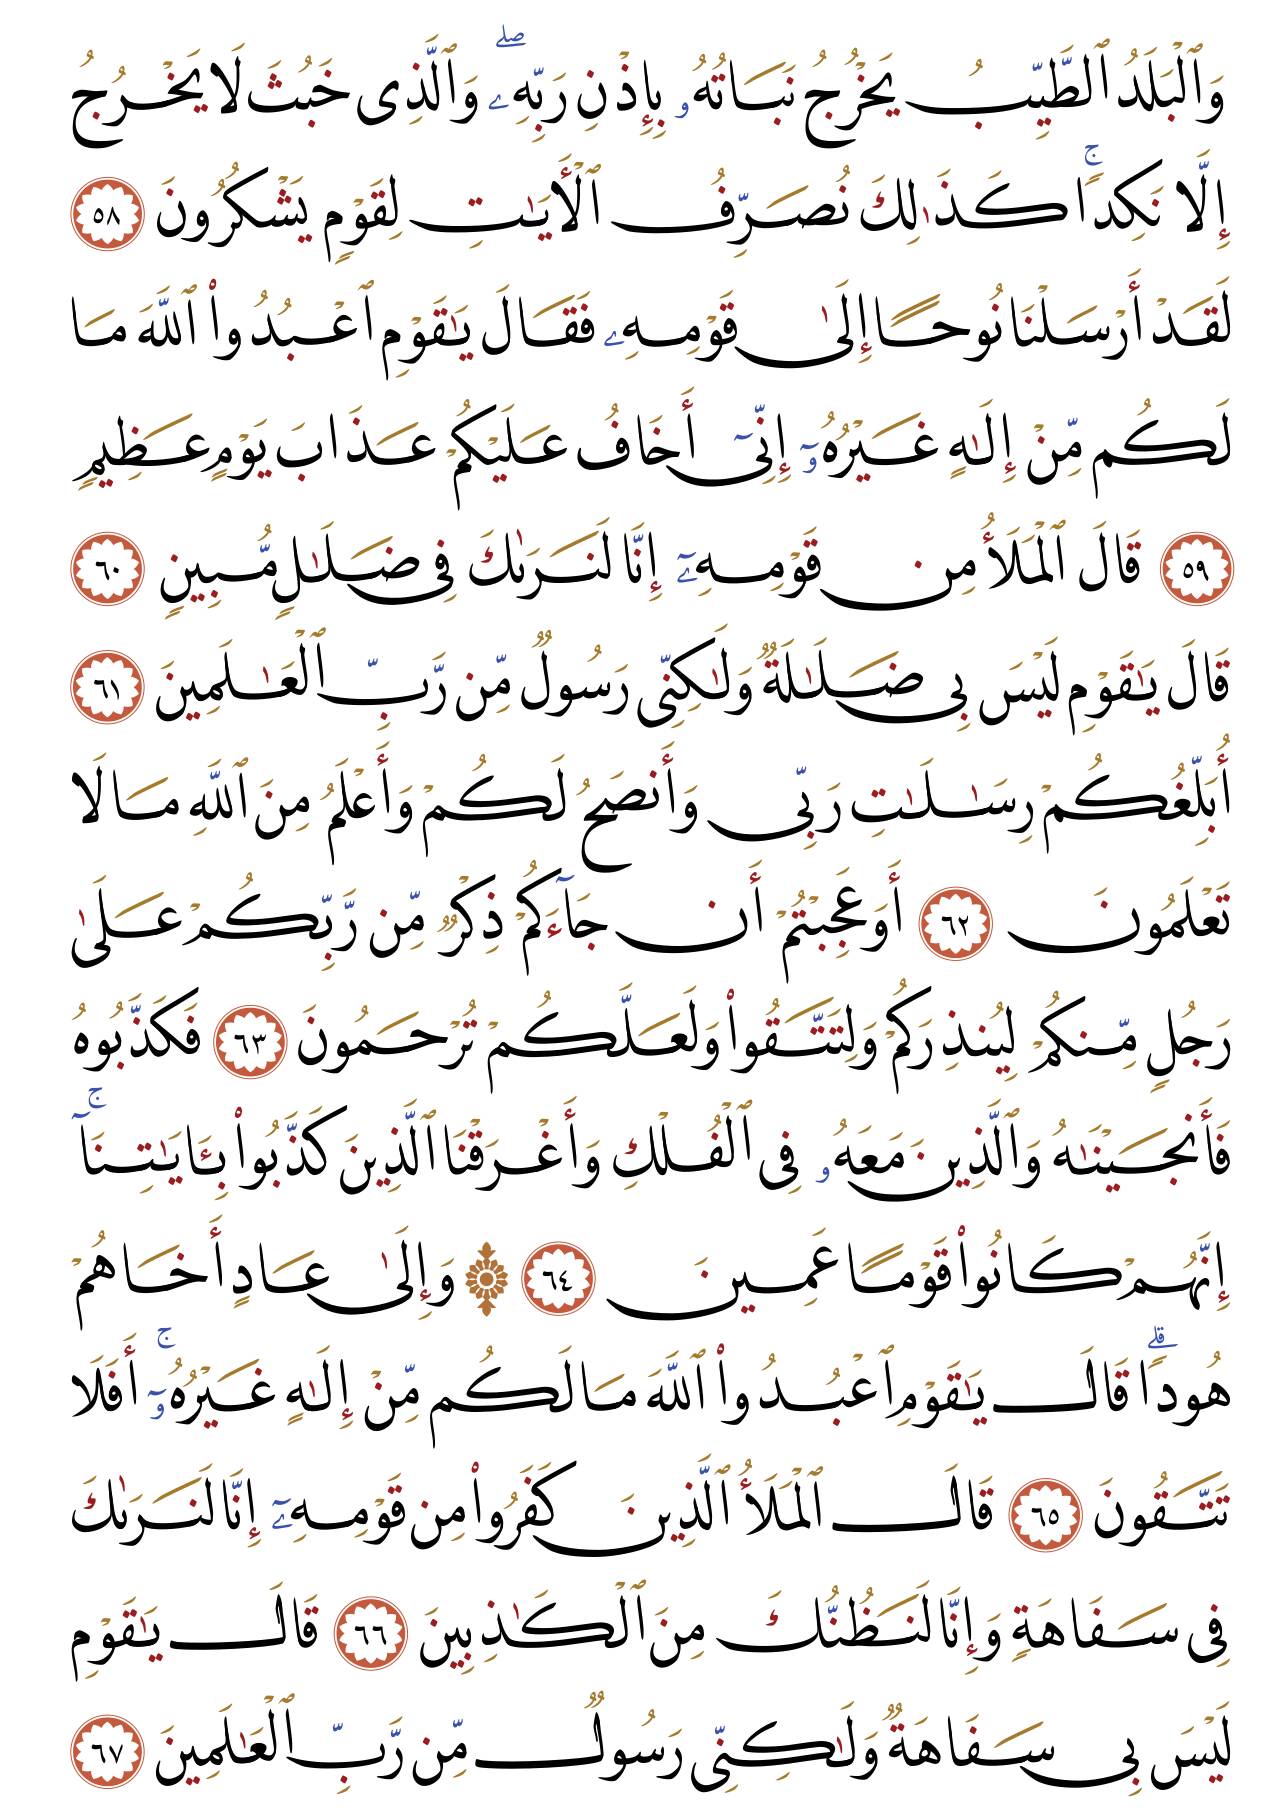 وَٱلْبَلَدُ ٱلطَّيِّبُ يَخْرُجُ نَبَاتُهُۥ بِإِذْنِ رَبِّهِۦ ۖ وَٱلَّذِى خَبُثَ لَا يَخْرُجُ
إِلَّا نَكِدًا ۚ كَذَٰلِكَ نُصَرِّفُ ٱلْأَيَٰتِ لِقَوْمٍ يَشْكُرُونَ ٥٨
لَقَدْ أَرْسَلْنَا نُوحًا إِلَىٰ قَوْمِهِۦ فَقَالَ يَٰقَوْمِ ٱعْبُدُوا۟ ٱللَّهَ مَا
لَكُم مِّنْ إِلَٰهٍ غَيْرُهُۥٓ إِنِّىٓ أَخَافُ عَلَيْكُمْ عَذَابَ يَوْمٍ عَظِيمٍ
٥٩ قَالَ ٱلْمَلَأُ مِن قَوْمِهِۦٓ إِنَّا لَنَرَىٰكَ فِى ضَلَٰلٍ مُّبِينٍ ٦٠
قَالَ يَٰقَوْمِ لَيْسَ بِى ضَلَٰلَةٌ وَلَٰكِنِّى رَسُولٌ مِّن رَّبِّ ٱلْعَٰلَمِينَ ٦١
أُبَلِّغُكُمْ رِسَٰلَٰتِ رَبِّى وَأَنصَحُ لَكُمْ وَأَعْلَمُ مِنَ ٱللَّهِ مَا لَا
تَعْلَمُونَ ٦٢ أَوَعَجِبْتُمْ أَن جَآءَكُمْ ذِكْرٌ مِّن رَّبِّكُمْ عَلَىٰ
رَجُلٍ مِّنكُمْ لِيُنذِرَكُمْ وَلِتَتَّقُوا۟ وَلَعَلَّكُمْ تُرْحَمُونَ ٦٣ فَكَذَّبُوهُ
فَأَنجَيْنَٰهُ وَٱلَّذِينَ مَعَهُۥ فِى ٱلْفُلْكِ وَأَغْرَقْنَا ٱلَّذِينَ كَذَّبُوا۟ بِـَٔايَٰتِنَآ ۚ
إِنَّهُمْ كَانُوا۟ قَوْمًا عَمِينَ ٦٤ ۞ وَإِلَىٰ عَادٍ أَخَاهُمْ
هُودًا ۗ قَالَ يَٰقَوْمِ ٱعْبُدُوا۟ ٱللَّهَ مَا لَكُم مِّنْ إِلَٰهٍ غَيْرُهُۥٓ ۚ أَفَلَا
تَتَّقُونَ ٦٥ قَالَ ٱلْمَلَأُ ٱلَّذِينَ كَفَرُوا۟ مِن قَوْمِهِۦٓ إِنَّا لَنَرَىٰكَ
فِى سَفَاهَةٍ وَإِنَّا لَنَظُنُّكَ مِنَ ٱلْكَٰذِبِينَ ٦٦ قَالَ يَٰقَوْمِ
لَيْسَ بِى سَفَاهَةٌ وَلَٰكِنِّى رَسُولٌ مِّن رَّبِّ ٱلْعَٰلَمِينَ ٦٧